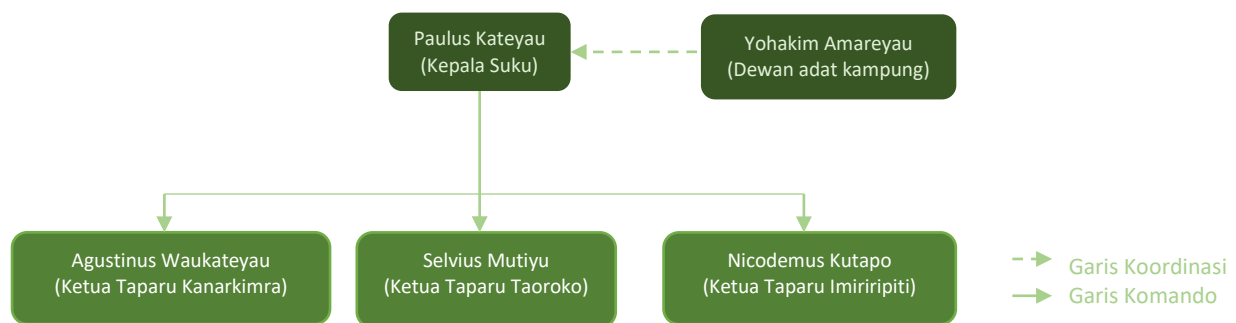 Paulus Kateyau
(Kepala Suku)
Yohakim Amareyau
(Dewan adat kampung)
Agustinus Waukateyau
(Ketua Taparu Kanarkimra)
Selvius Mutiyu
(Ketua Taparu Taoroko)
Nicodemus Kutapo
(Ketua Taparu Imiriripiti)
Garis Koordinasi
Garis Komando